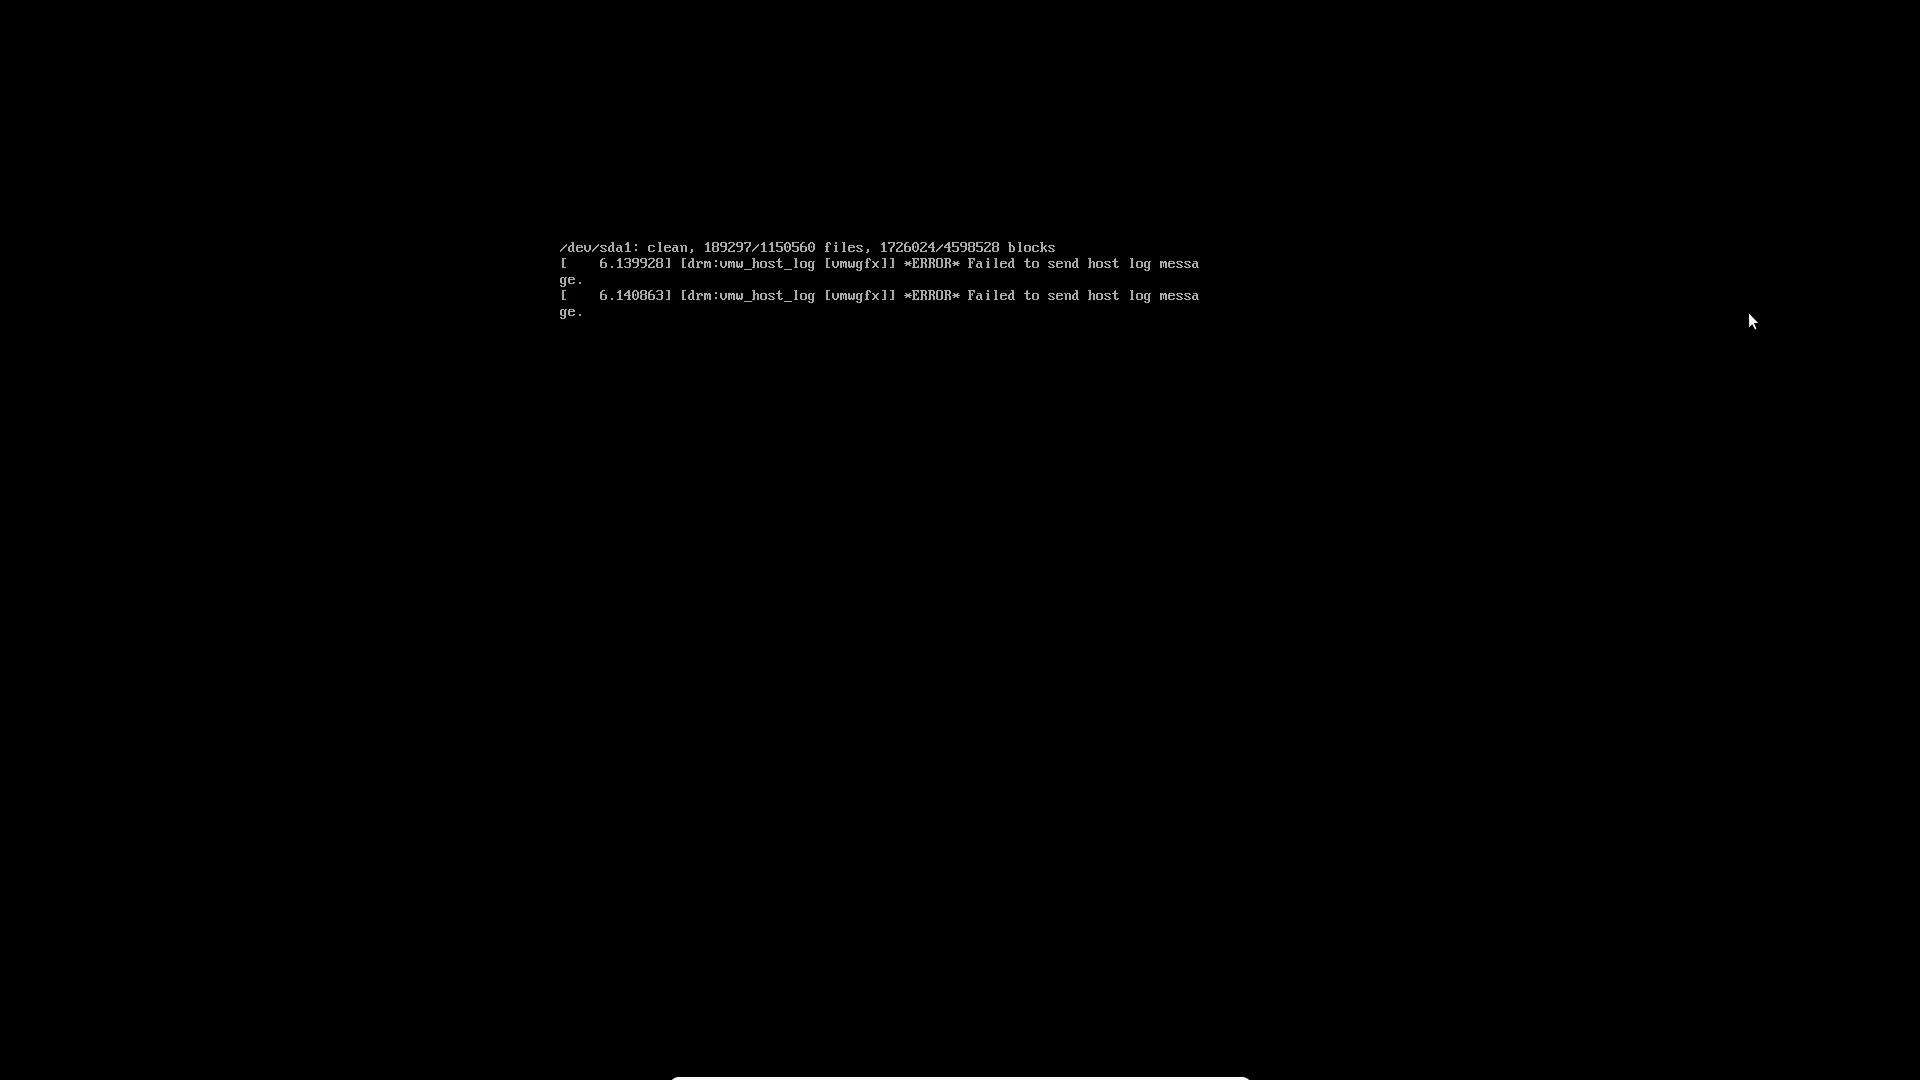 /dev/sda1: clean, 189297/1150560 files, 1726024/4598528 blocks
[    6.139928] [drm:vmw_host_log [vmwgfx]] *ERROR* Failed to send host log messa
ge.
[    6.140863] [drm:vmw_host_log [vmwgfx]] *ERROR* Failed to send host log messa
ge.